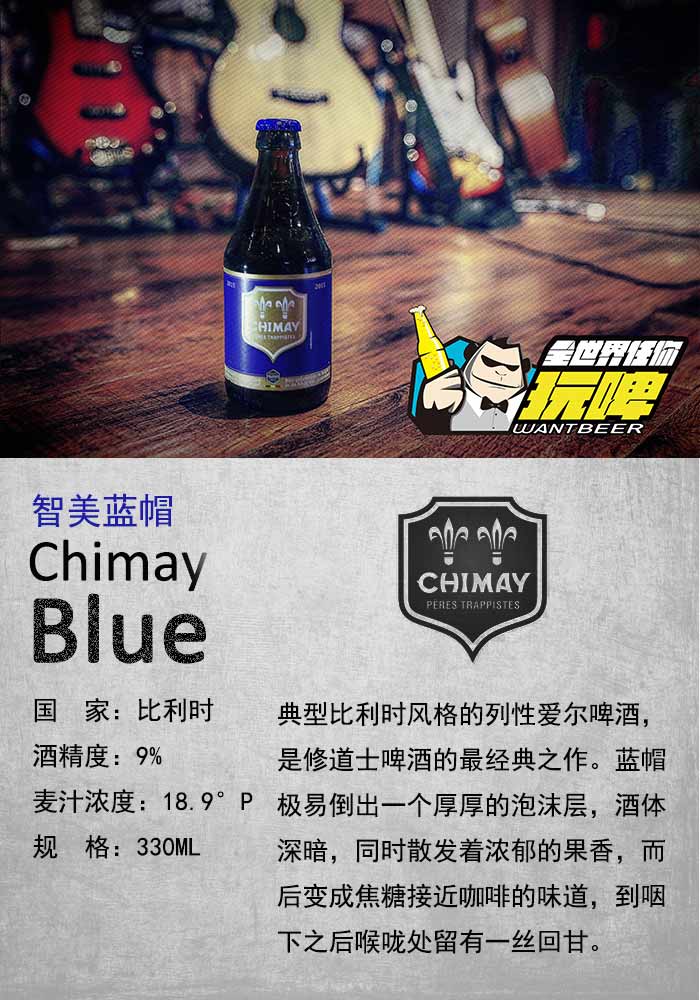 2015
2015
CHIMAY
PERES TRAPPISTES
全世界任你
玩啤
WANTBEER
智美蓝帽
Chimay
Blue
CHIMAY
PERES TRAPPISTES
国　家：比利时
酒精度：9%
麦汁浓度：18.9°P
规　格：330ML
典型比利时风格的列性爱尔啤酒，
是修道士啤酒的最经典之作。蓝帽
极易倒出一个厚厚的泡沫层，酒体
深暗，同时散发着浓郁的果香，而
后变成焦糖接近咖啡的味道，到咽
下之后喉咙处留有一丝回甘。